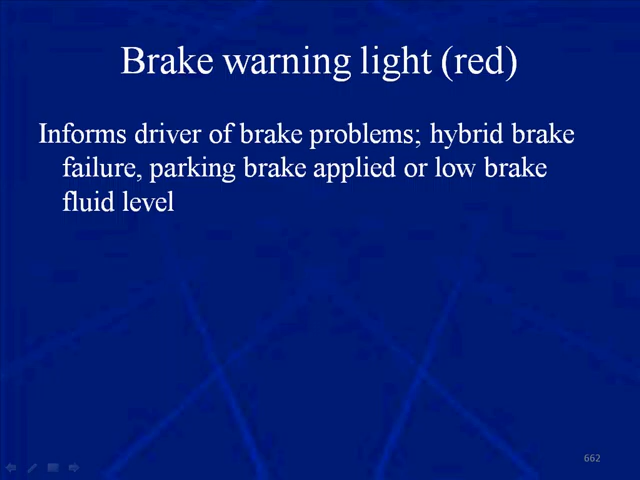 Brake warning light (red)
Informs driver of brake problems; hybrid brake
failure, parking brake applied or low brake
fluid level
662